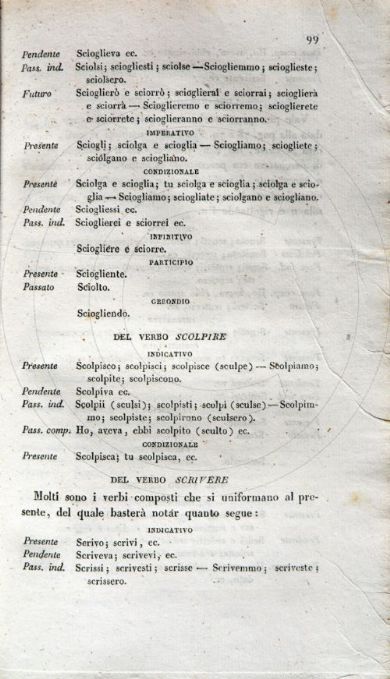 99
Pendente Scioglieva ec.
Pass. ind. Sciolsi; sciogliesti; sciolse — Sciogliemmo; scioglieste;
sciolsero.
Futuro Scioglierò e sciorrò; scioglierai e sciorrai; scioglierà
e sciorrà — Scioglieremo e sciorremo; scioglierete
e sciorrete; scioglieranno e sciorranno.
IMPERATIVO
Presente Sciogli; sciolga e scioglia — Sciogliamo; sciogliete;
sciolgano e sciogliano.
CONDIZIONALE
Presente Sciolga e scioglia; tu sciolga e scioglia; sciolga e scio-
glia — Sciogliamo; sciogliate; sciolgano e sciogliano.
Pendente Sciogliessi ec.
Pass. ind. Scioglierei e sciorrei ec.
INFINITIVO
Sciogliere e sciorre.
PARTICIPIO
Presente Sciogliente.
Passato Sciolto.
GERONDIO
Sciogliendo.
DEL VERBO SCOLPIRE
INDICATIVO
Presente Scolpisco; scolpisci; scolpisce (sculpe) — Scolpiamo;
scolpite; scolpiscono.
Pendente Scolpiva ec.
Pass. ind. Scolpii (sculsi); scolpisti; scolpì (sculse) — Scolpim-
mo; scolpiste; scolpirono (sculsero).
Pass. comp. Ho, aveva, ebbi scolpito (sculto) ec.
CONDIZIONALE
Presente Scolpisca; tu scolpisca, ec.
DEL VERBO SCRIVERE
Molti sono i verbi composti che si uniformano al pre-
sente, del quale basterà notar quanto segue:
INDICATIVO
Presente Scrivo; scrivi, ec.
Pendente Scriveva; scrivevi, ec.
Pass. ind. Scrissi; scrivesti; scrisse — Scrivemmo; scriveste;
scrissero.